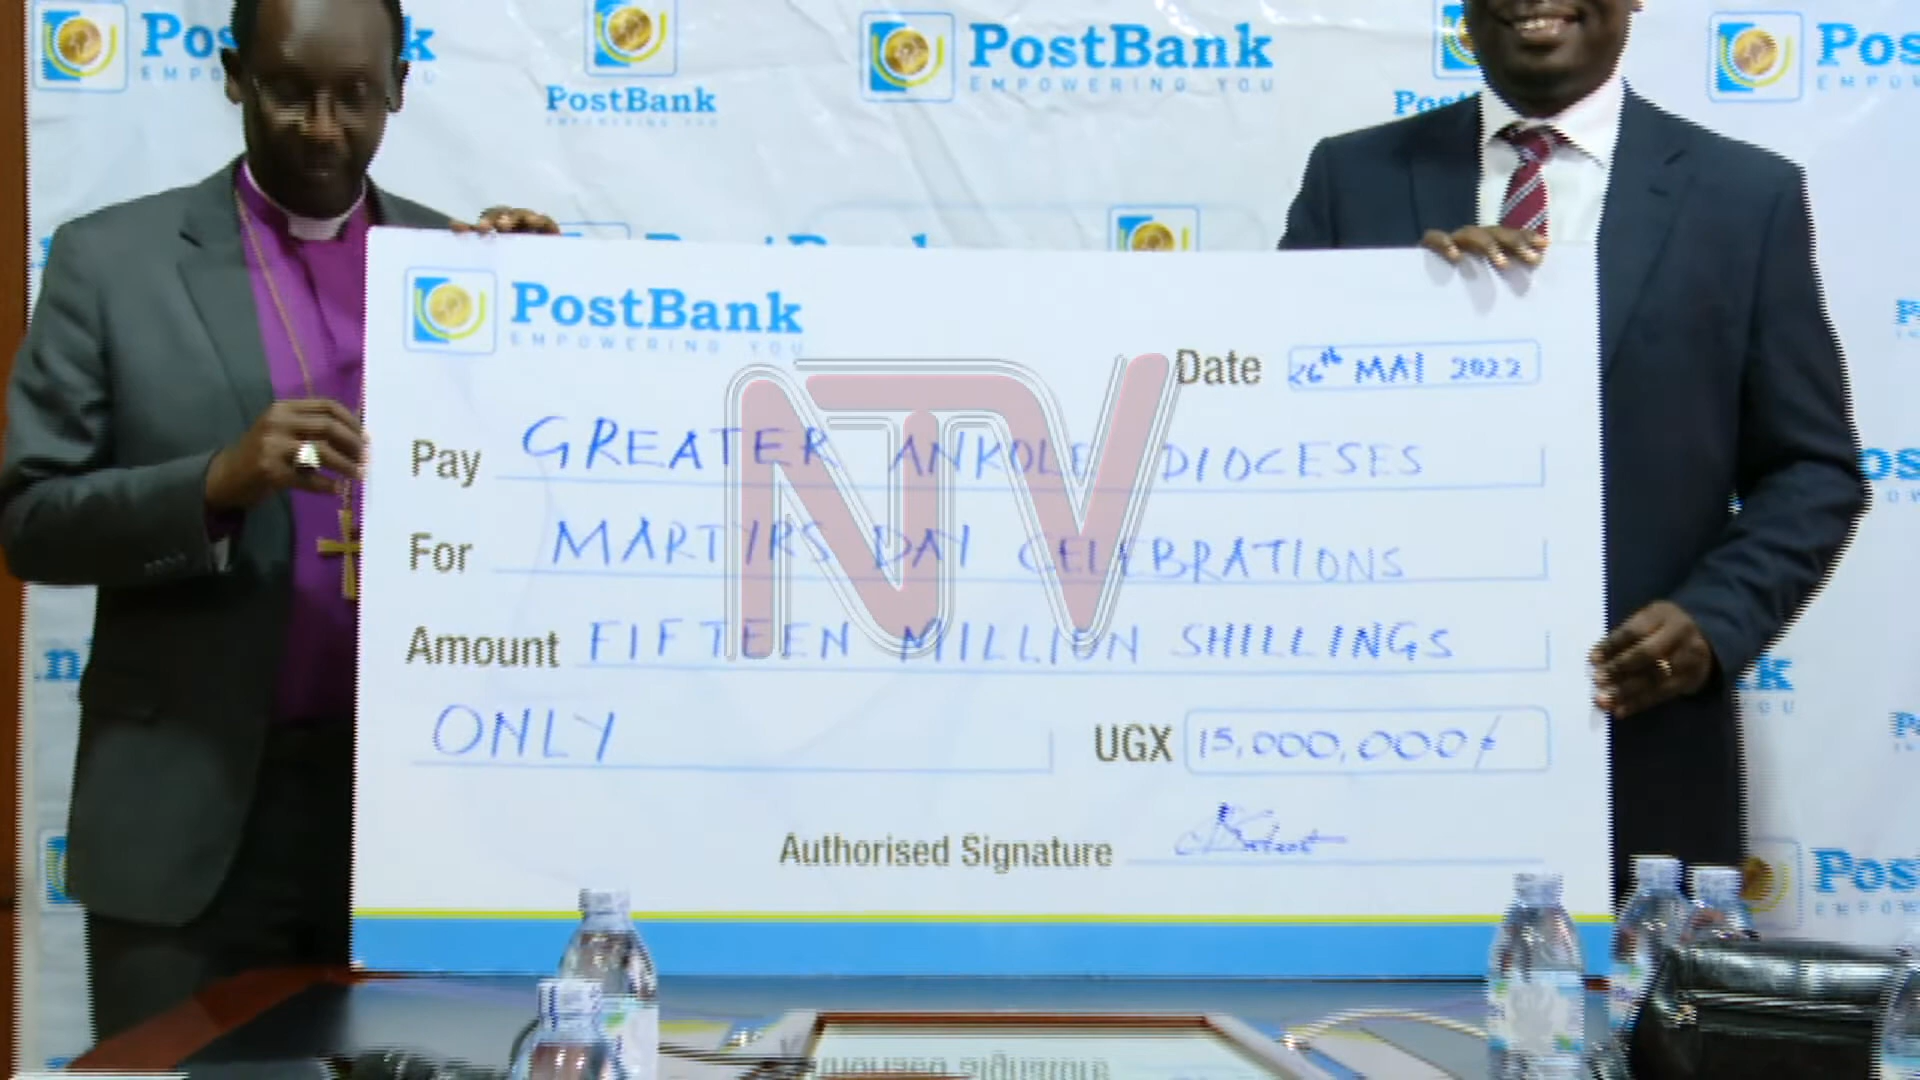 PostBank
EMPOWERING YOU
PostBank
EMPOWERING YOU
PostBank
EMPOWERING YOU
Date 26th MAI 2022
Pay GREATER ANKOLE DIOCESES
For MARTYRS DAY CELEBRATIONS
Amount FIFTEEN MILLION SHILLINGS
ONLY UGX 15,000,000/=
Authorised Signature
NTV